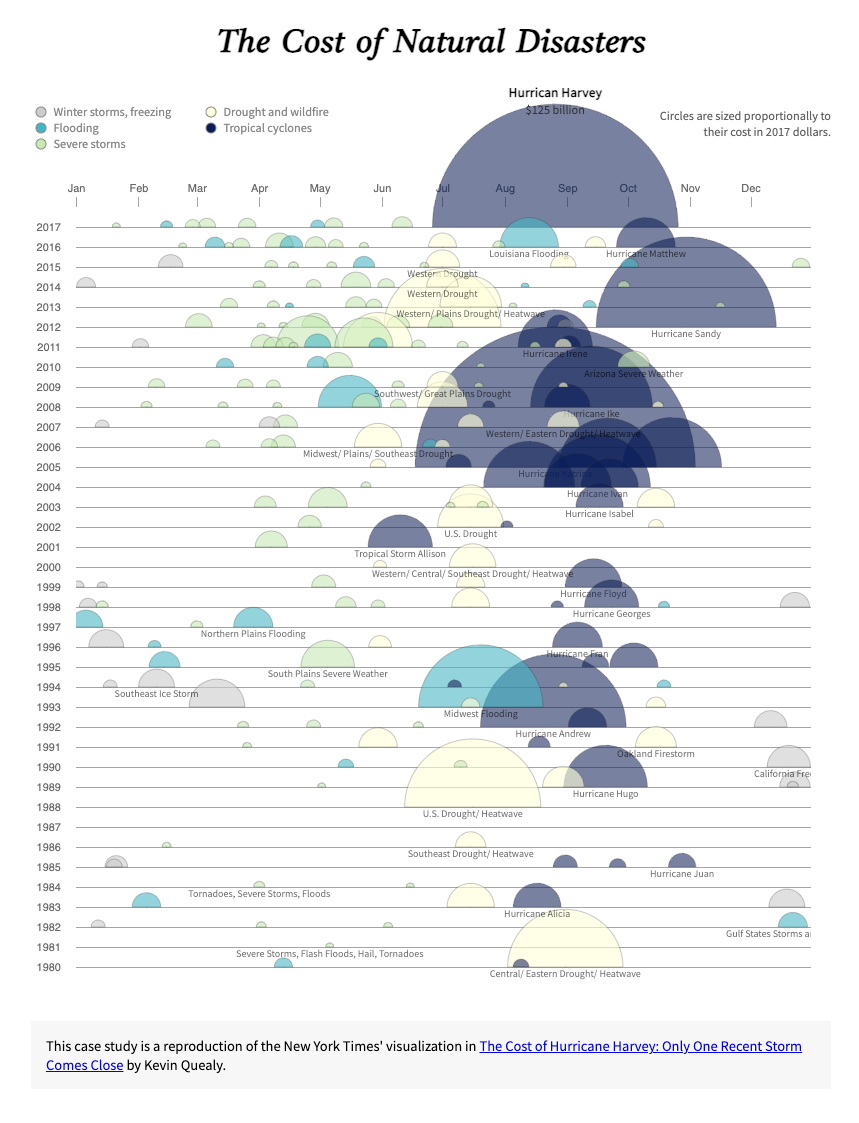 The Cost of Natural Disasters
Winter storms, freezing
Flooding
Severe storms
Drought and wildfire
Tropical cyclones
Hurrican Harvey
$125 billion
Circles are sized proportionally to
their cost in 2017 dollars.
Jan Feb Mar Apr May Jun Jul Aug Sep Oct Nov Dec
2017
2016
Louisiana Flooding
Hurricane Matthew
2015
Western Drought
2014
Western Drought
2013
Western/ Plains Drought/ Heatwave
2012
Hurricane Sandy
2011
Hurricane Irene
2010
Arizona Severe Weather
2009
Southwest/ Great Plains Drought
2008
Hurricane Ike
2007
Western/ Eastern Drought/ Heatwave
2006
Midwest/ Plains/ Southeast Drought
2005
Hurricane Katrina
2004
Hurricane Ivan
2003
Hurricane Isabel
2002
U.S. Drought
2001
Tropical Storm Allison
2000
Western/ Central/ Southeast Drought/ Heatwave
1999
Hurricane Floyd
1998
Hurricane Georges
1997
Northern Plains Flooding
1996
Hurricane Fran
1995
South Plains Severe Weather
1994
Southeast Ice Storm
1993
Midwest Flooding
1992
Hurricane Andrew
1991
Oakland Firestorm
1990
California Fre
1989
Hurricane Hugo
1988
U.S. Drought/ Heatwave
1987
1986
Southeast Drought/ Heatwave
1985
Hurricane Juan
1984
Tornadoes, Severe Storms, Floods
1983
Hurricane Alicia
1982
Gulf States Storms a
1981
Severe Storms, Flash Floods, Hail, Tornadoes
1980
Central/ Eastern Drought/ Heatwave
This case study is a reproduction of the New York Times' visualization in The Cost of Hurricane Harvey: Only One Recent Storm
Comes Close by Kevin Quealy.